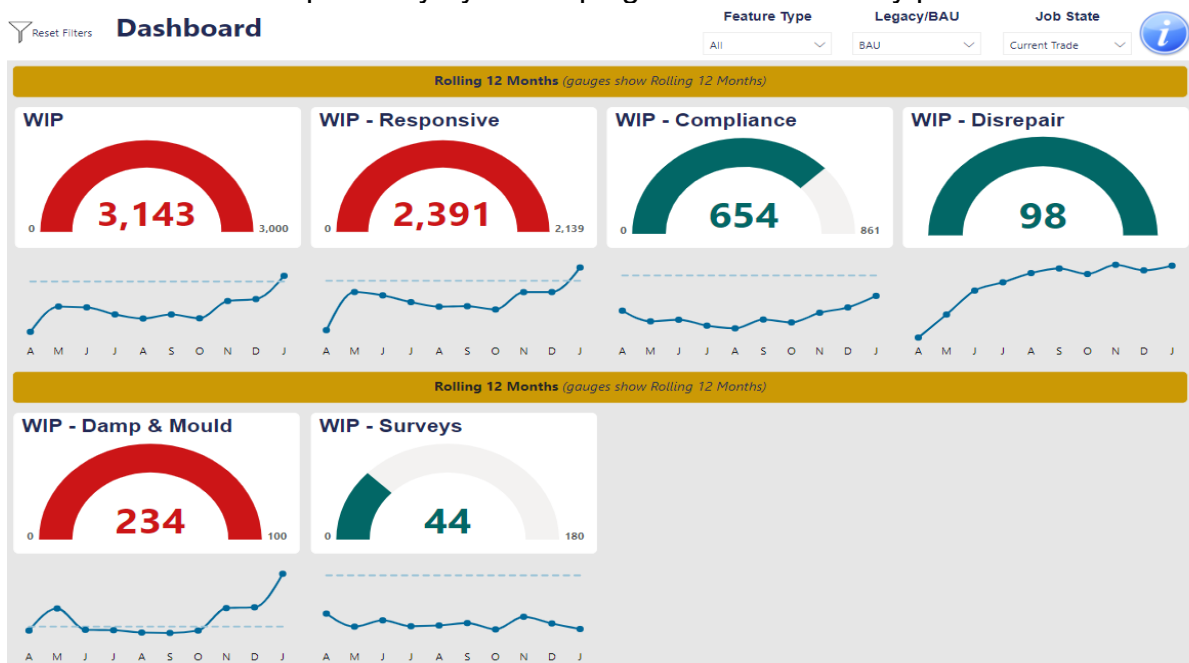 Feature Type Legacy/BAU Job State
Reset Filters Dashboard
All BAU Current Trade i
Rolling 12 Months (gauges show Rolling 12 Months)
WIP WIP - Responsive WIP - Compliance WIP - Disrepair
3,143 2,391 654 98
0 3,000 0 2,139 0 861
A M J J A S O N D J A M J J A S O N D J A M J J A S O N D J A M J J A S O N D J
Rolling 12 Months (gauges show Rolling 12 Months)
WIP - Damp & Mould WIP - Surveys
234 44
0 100 0 180
A M J J A S O N D J A M J J A S O N D J